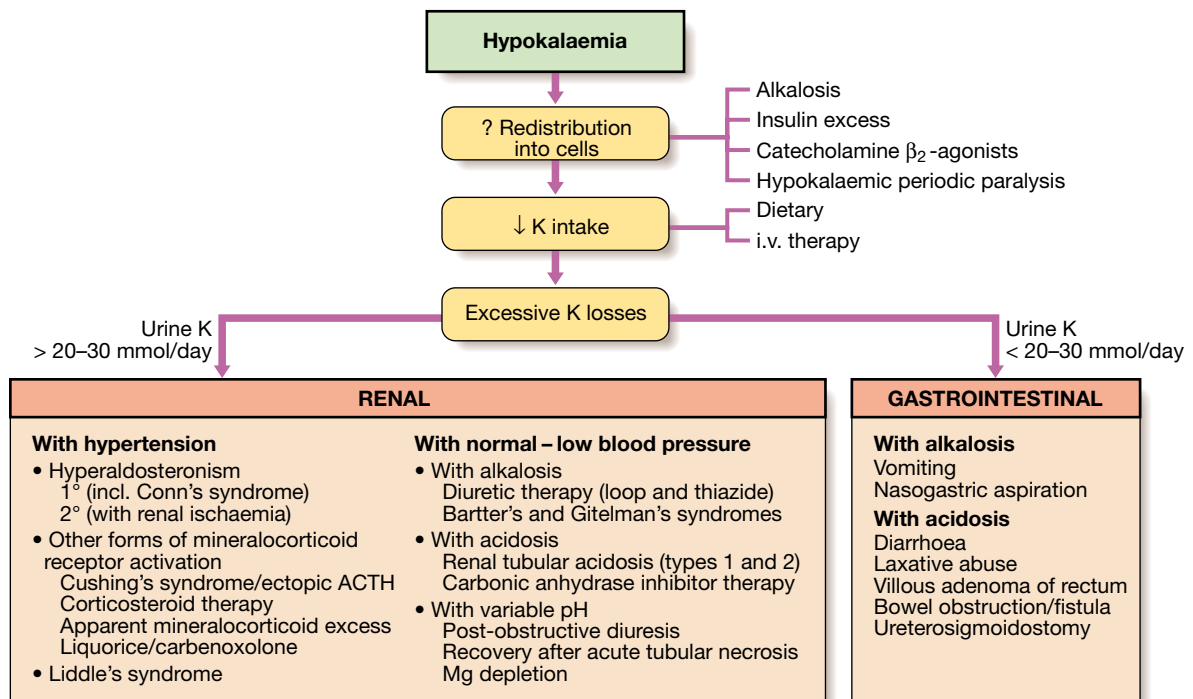 Hypokalaemia
? Redistribution
into cells
Alkalosis
Insulin excess
Catecholamine β₂-agonists
Hypokalaemic periodic paralysis
↓ K intake
Dietary
i.v. therapy
Excessive K losses
Urine K
> 20–30 mmol/day
Urine K
< 20–30 mmol/day
RENAL
With hypertension
• Hyperaldosteronism
1° (incl. Conn's syndrome)
2° (with renal ischaemia)
• Other forms of mineralocorticoid
receptor activation
Cushing's syndrome/ectopic ACTH
Corticosteroid therapy
Apparent mineralocorticoid excess
Liquorice/carbenoxolone
• Liddle's syndrome
With normal – low blood pressure
• With alkalosis
Diuretic therapy (loop and thiazide)
Bartter's and Gitelman's syndromes
• With acidosis
Renal tubular acidosis (types 1 and 2)
Carbonic anhydrase inhibitor therapy
• With variable pH
Post-obstructive diuresis
Recovery after acute tubular necrosis
Mg depletion
GASTROINTESTINAL
With alkalosis
Vomiting
Nasogastric aspiration
With acidosis
Diarrhoea
Laxative abuse
Villous adenoma of rectum
Bowel obstruction/fistula
Ureterosigmoidostomy